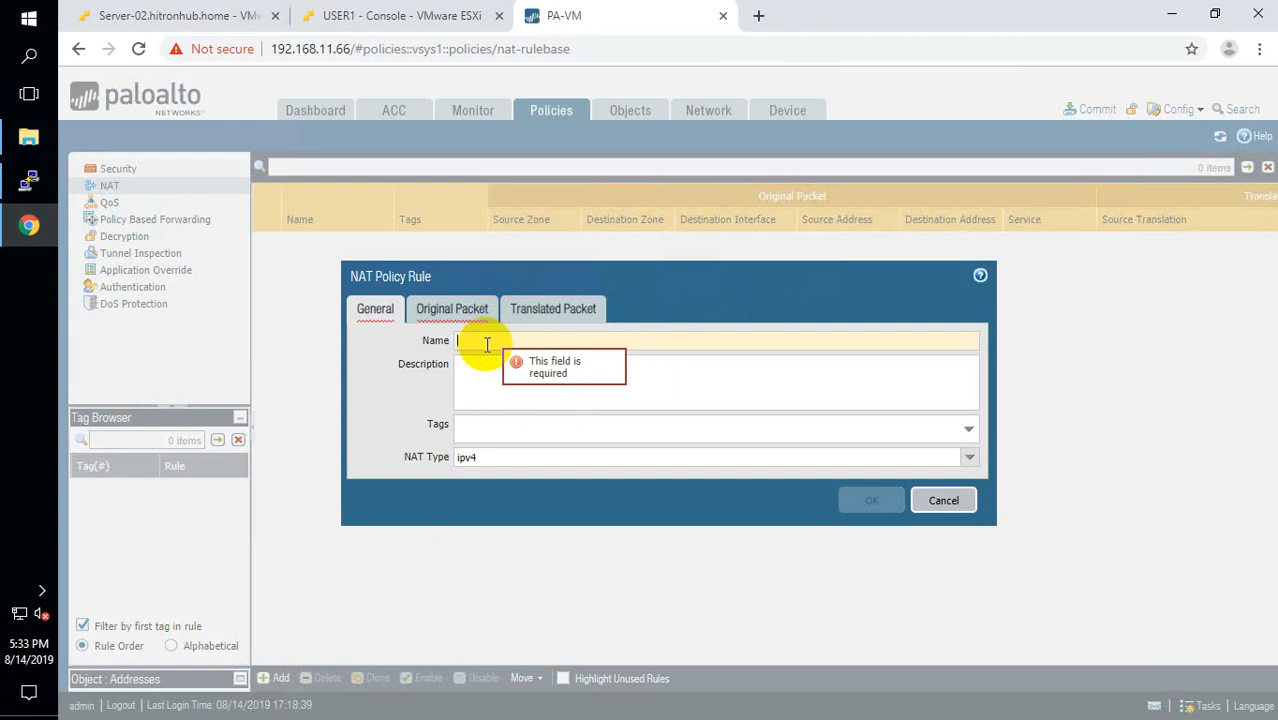 Server-02.hitronhub.home - VMw
USER1 - Console - VMware ESXi
PA-VM
Not secure
192.168.11.66/#policies::vsys1::policies/nat-rulebase
paloalto
NETWORKS
Dashboard
ACC
Monitor
Policies
Objects
Network
Device
Commit
Config
Search
Help
Security
NAT
QoS
Policy Based Forwarding
Decryption
Tunnel Inspection
Application Override
Authentication
DoS Protection
0 items
Original Packet
Transla
Name
Tags
Source Zone
Destination Zone
Destination Interface
Source Address
Destination Address
Service
Source Translation
NAT Policy Rule
General
Original Packet
Translated Packet
Name
This field is
required
Description
Tags
NAT Type
ipv4
OK
Cancel
Tag Browser
0 items
Tag(#)
Rule
Filter by first tag in rule
Rule Order
Alphabetical
Object : Addresses
Add
Delete
Clone
Enable
Disable
Move
Highlight Unused Rules
admin
Logout
Last Login Time: 08/14/2019 17:18:39
Tasks
Language
5:33 PM
8/14/2019